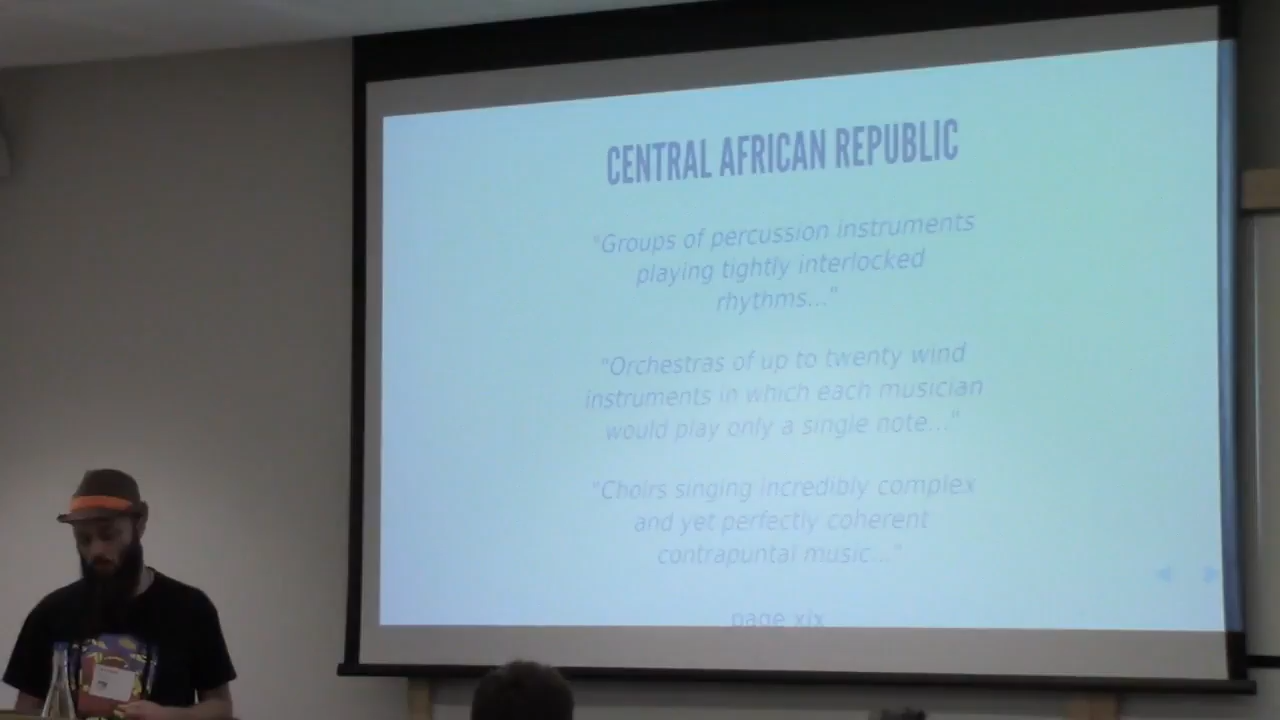 CENTRAL AFRICAN REPUBLIC
"Groups of percussion instruments
playing tightly interlocked
rhythms..."
"Orchestras of up to twenty wind
instruments in which each musician
would play only a single note..."
"Choirs singing incredibly complex
and yet perfectly coherent
contrapuntal music..."
page xix